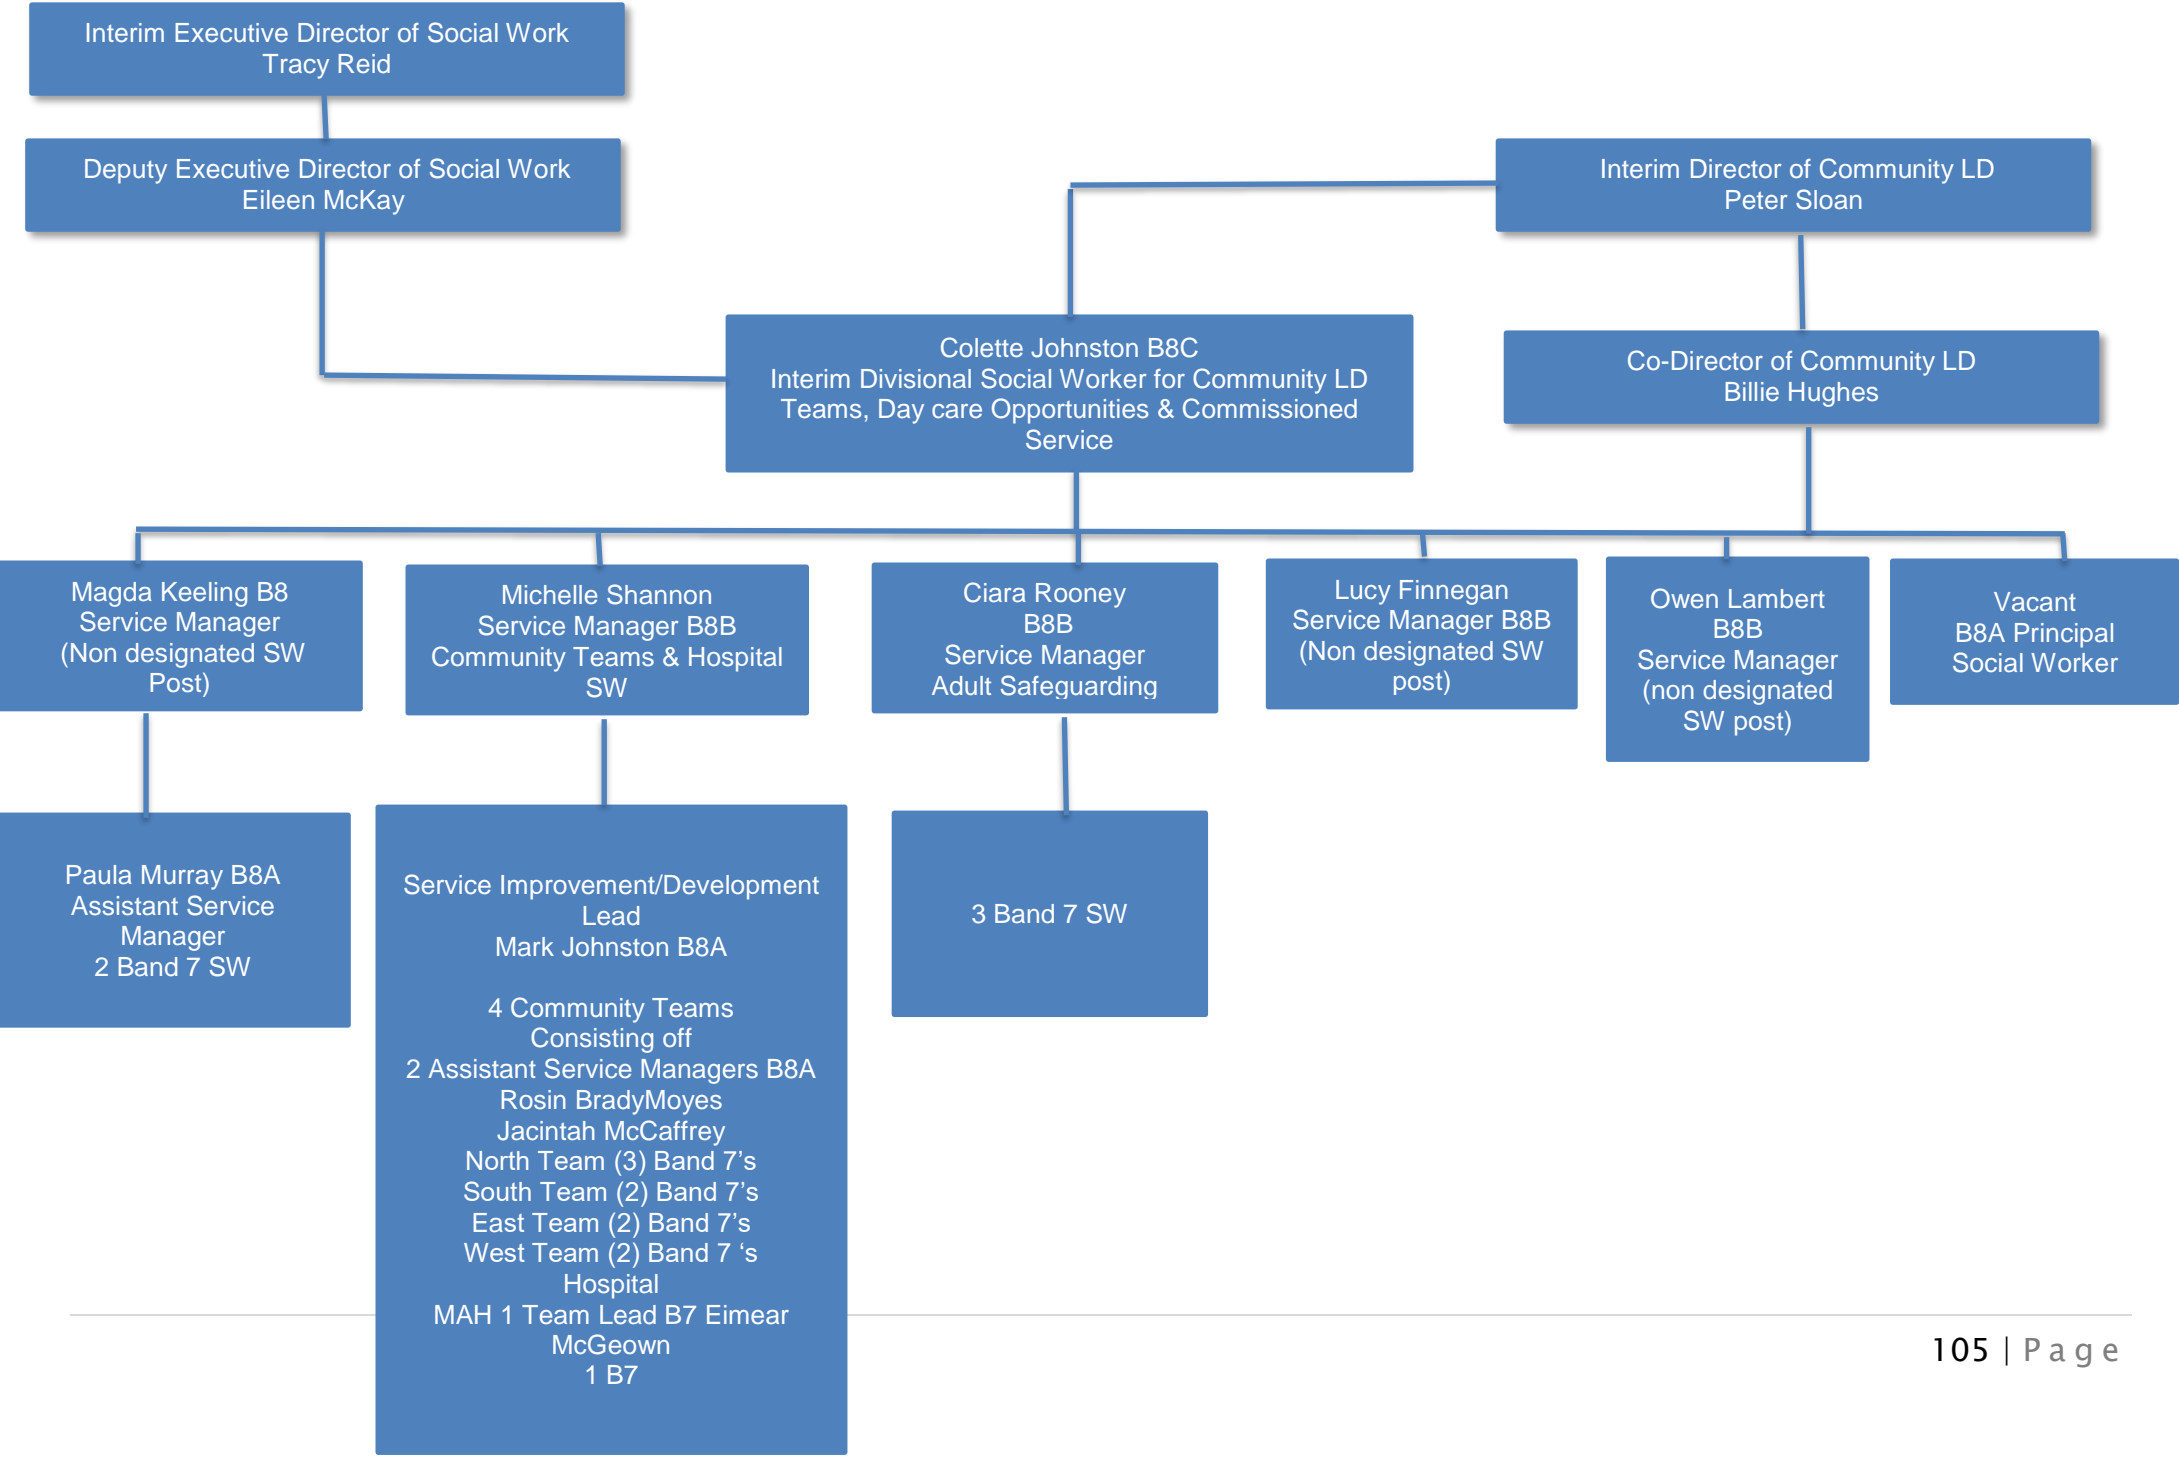 Interim Executive Director of Social Work
Tracy Reid
Deputy Executive Director of Social Work
Eileen McKay
Interim Director of Community LD
Peter Sloan
Colette Johnston B8C
Interim Divisional Social Worker for Community LD
Teams, Day care Opportunities & Commissioned
Service
Co-Director of Community LD
Billie Hughes
Magda Keeling B8
Service Manager
(Non designated SW
Post)
Michelle Shannon
Service Manager B8B
Community Teams & Hospital
SW
Ciara Rooney
B8B
Service Manager
Adult Safeguarding
Lucy Finnegan
Service Manager B8B
(Non designated SW
post)
Owen Lambert
B8B
Service Manager
(non designated
SW post)
Vacant
B8A Principal
Social Worker
Paula Murray B8A
Assistant Service
Manager
2 Band 7 SW
Service Improvement/Development
Lead
Mark Johnston B8A
4 Community Teams
Consisting off
2 Assistant Service Managers B8A
Rosin BradyMoyes
Jacintah McCaffrey
North Team (3) Band 7’s
South Team (2) Band 7’s
East Team (2) Band 7’s
West Team (2) Band 7 ‘s
Hospital
MAH 1 Team Lead B7 Eimear
McGeown
1 B7
3 Band 7 SW
105 | Page